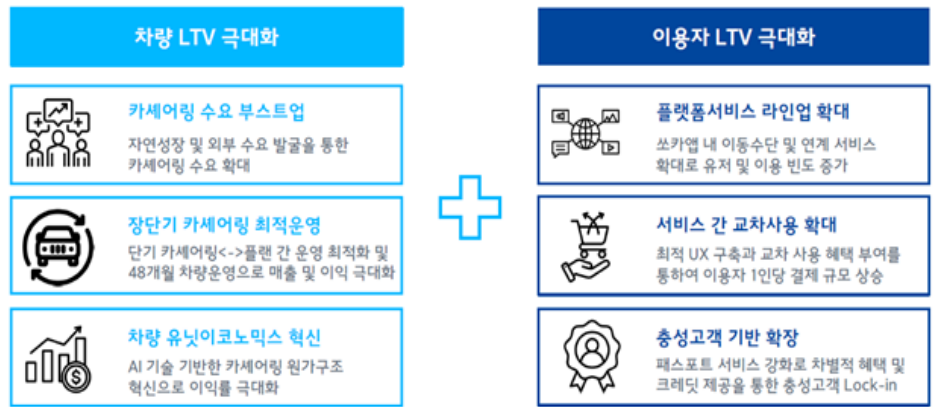 차량 LTV 극대화
카셰어링 수요 부스트업
자연성장 및 외부 수요 발굴을 통한
카셰어링 수요 확대
장단기 카셰어링 최적운영
단기 카셰어링<->플랜 간 운영 최적화 및
48개월 차량운영으로 매출 및 이익 극대화
차량 유닛이코노믹스 혁신
AI 기술 기반한 카셰어링 원가구조
혁신으로 이익률 극대화
이용자 LTV 극대화
플랫폼서비스 라인업 확대
쏘카앱 내 이동수단 및 연계 서비스
확대로 유저 및 이용 빈도 증가
서비스 간 교차사용 확대
최적 UX 구축과 교차 사용 혜택 부여를
통하여 이용자 1인당 결제 규모 상승
충성고객 기반 확장
패스포트 서비스 강화로 차별적 혜택 및
크레딧 제공을 통한 충성고객 Lock-in